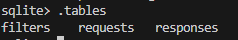 sqlite> .tables
filters    requests   responses